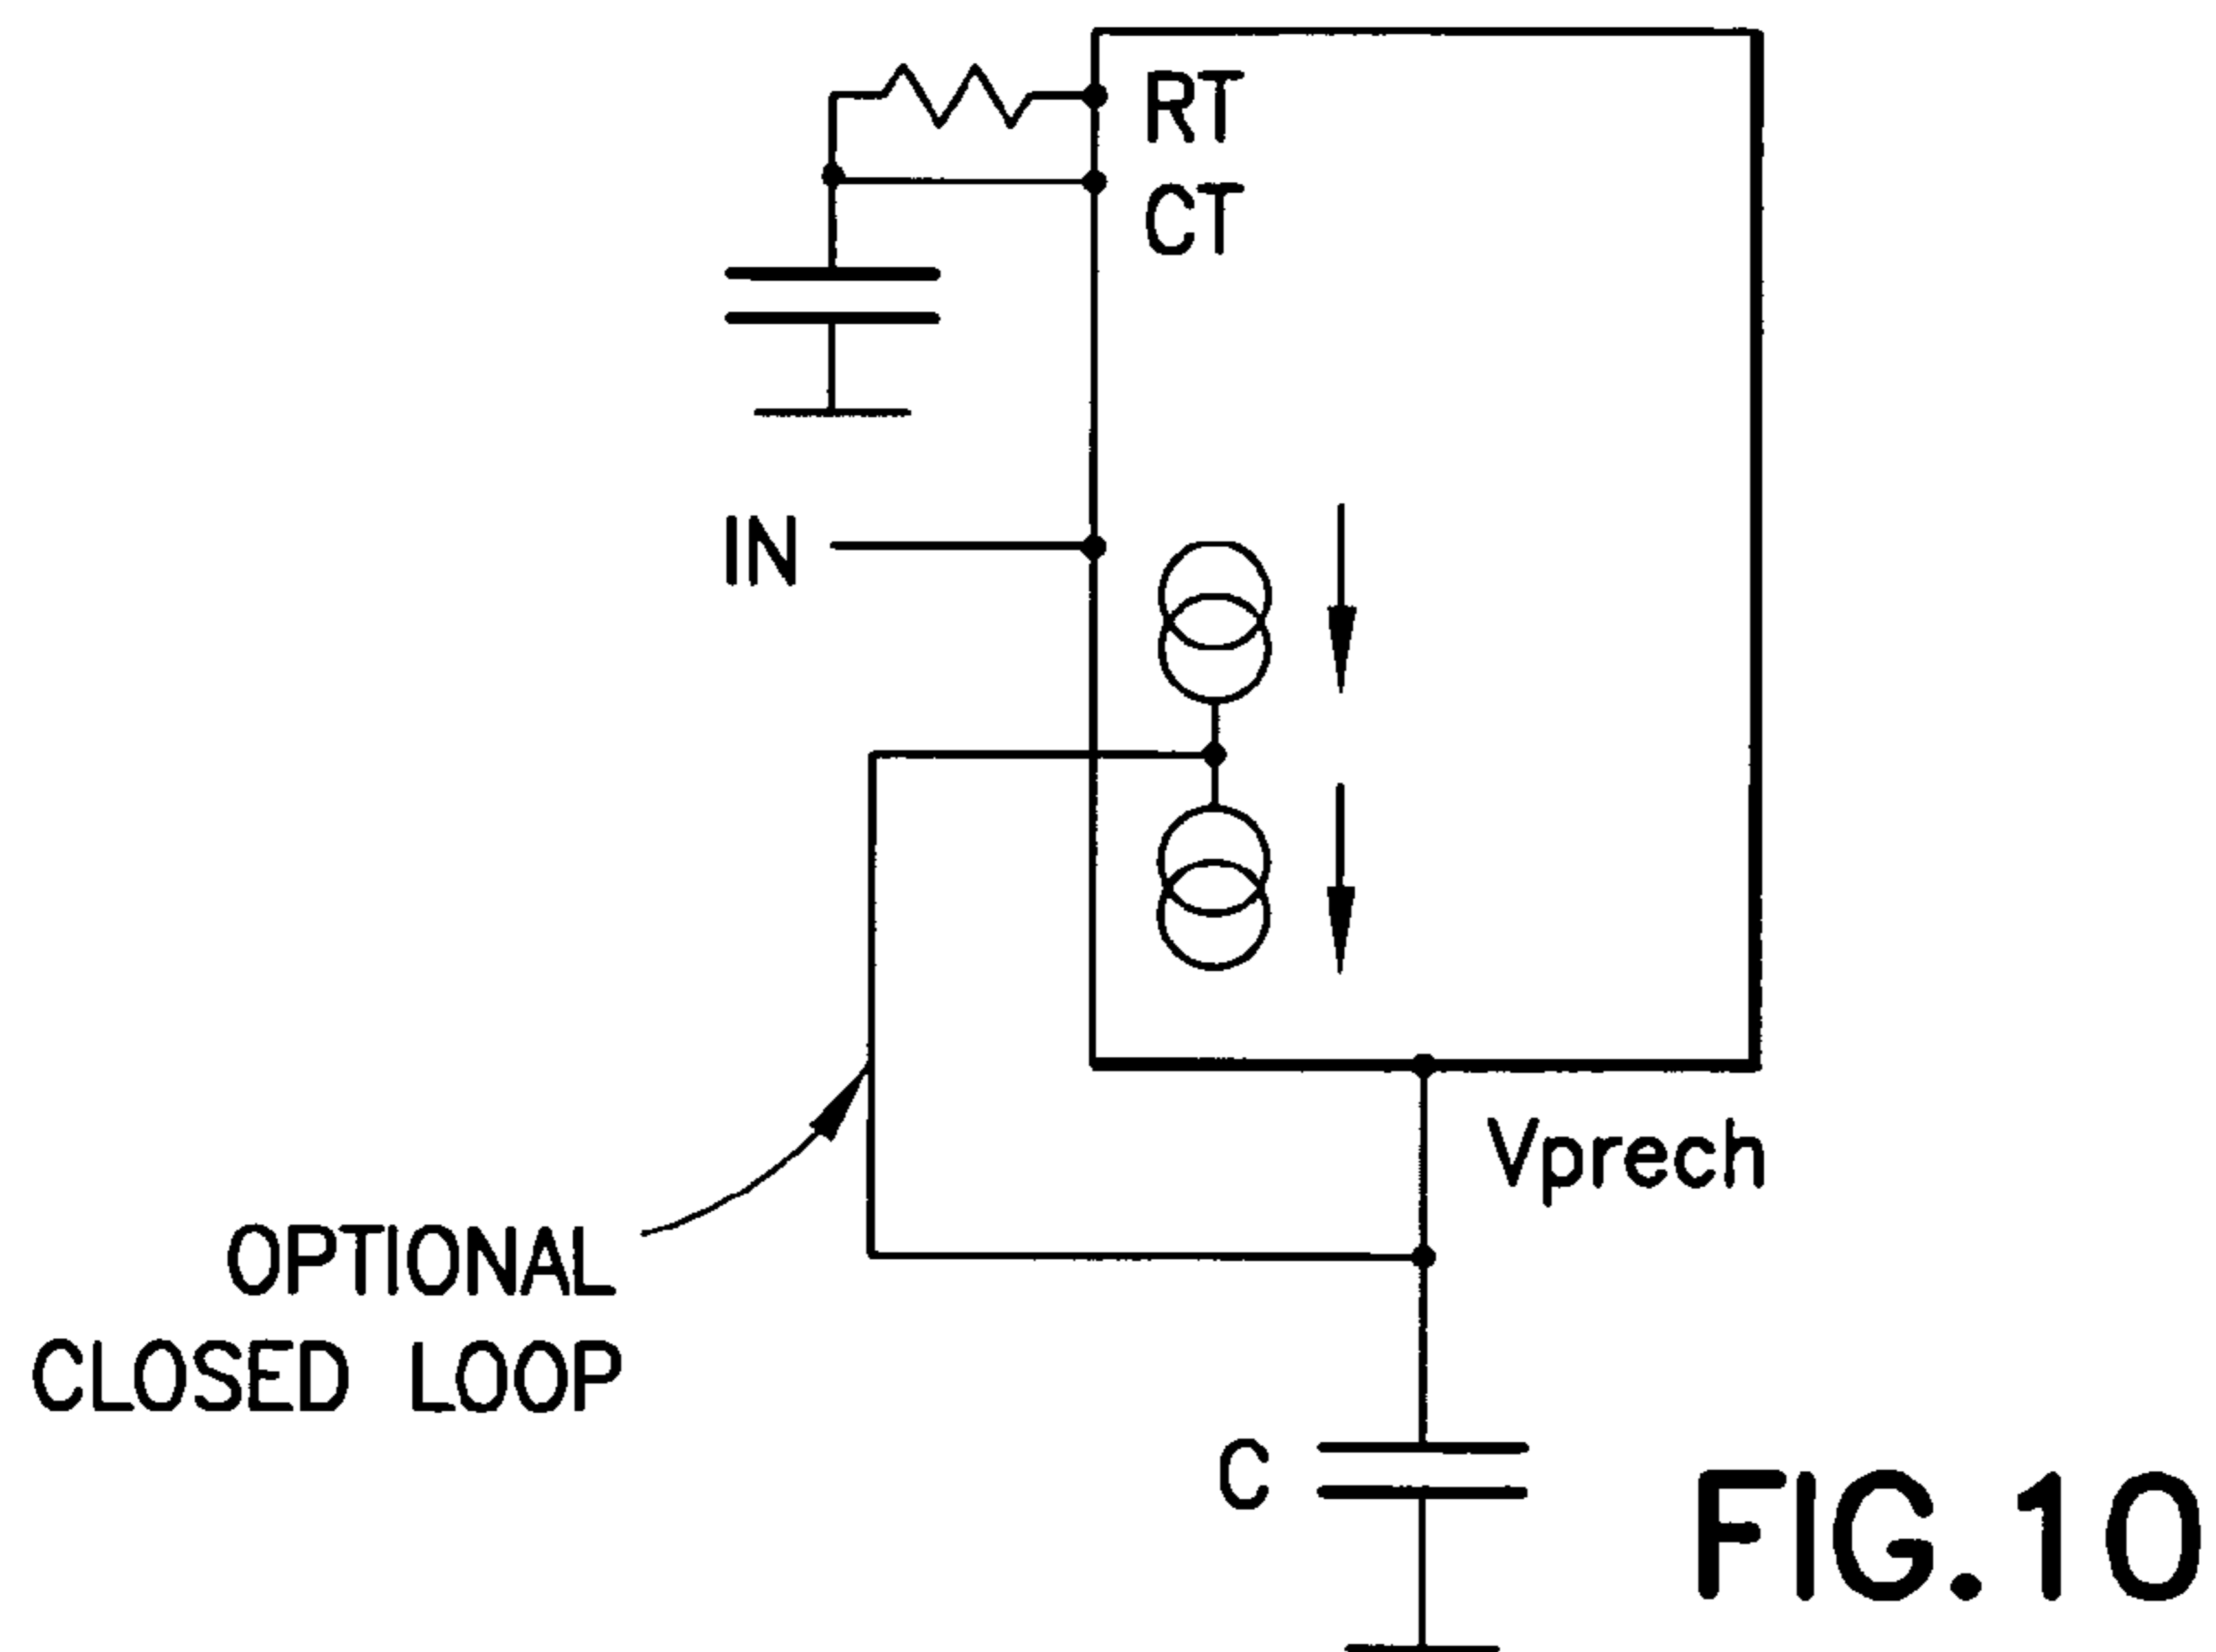 RT
CT
IN
Vprech
OPTIONAL
CLOSED LOOP
C
FIG.10